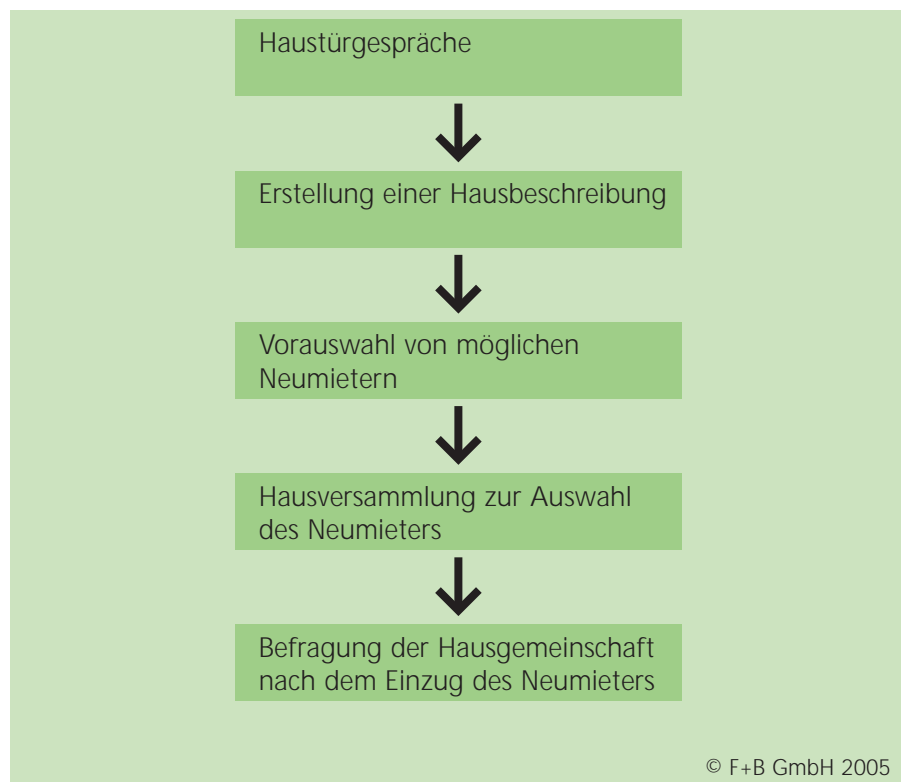 Haustürgespräche
Erstellung einer Hausbeschreibung
Vorauswahl von möglichen
Neumietern
Hausversammlung zur Auswahl
des Neumieters
Befragung der Hausgemeinschaft
nach dem Einzug des Neumieters
© F+B GmbH 2005